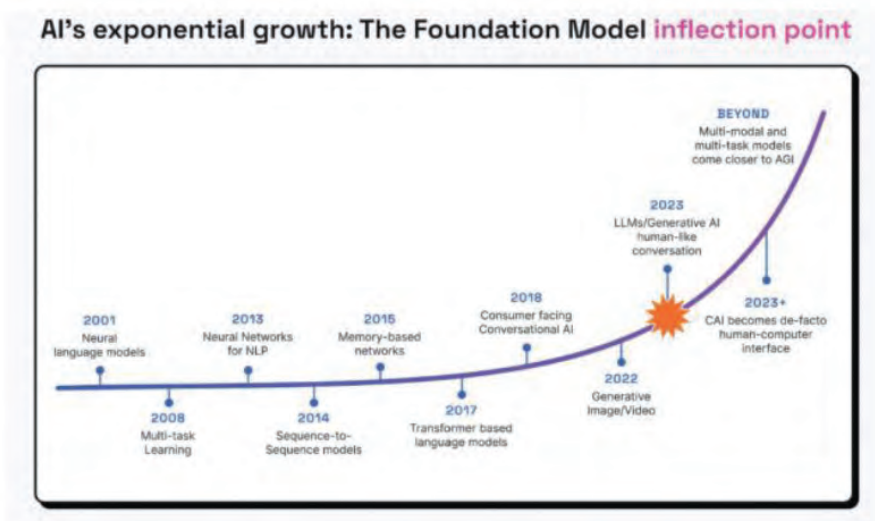 AI's exponential growth: The Foundation Model inflection point
BEYOND
Multi-modal and
multi-task models
come closer to AGI
2023
LLMs/Generative AI
human-like
conversation
2023+
CAI becomes de-facto
human-computer
interface
2001
Neural
language models
2013
Neural Networks
for NLP
2015
Memory-based
networks
2018
Consumer facing
Conversational AI
2008
Multi-task
Learning
2014
Sequence-to-
Sequence models
2017
Transformer based
language models
2022
Generative
Image/Video